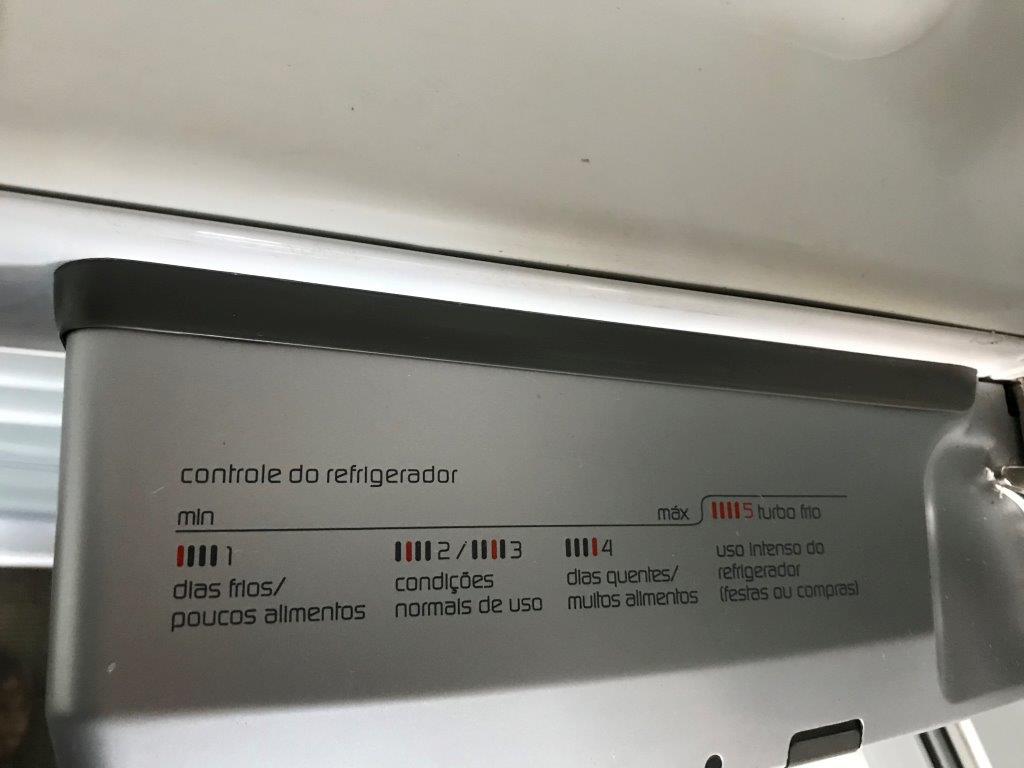 controle do refrigerador
min máx 5 turbo frio
1 2 / 3 4
dias frios/
poucos alimentos
condições
normais de uso
dias quentes/
muitos alimentos
uso intenso do
refrigerador
(festas ou compras)